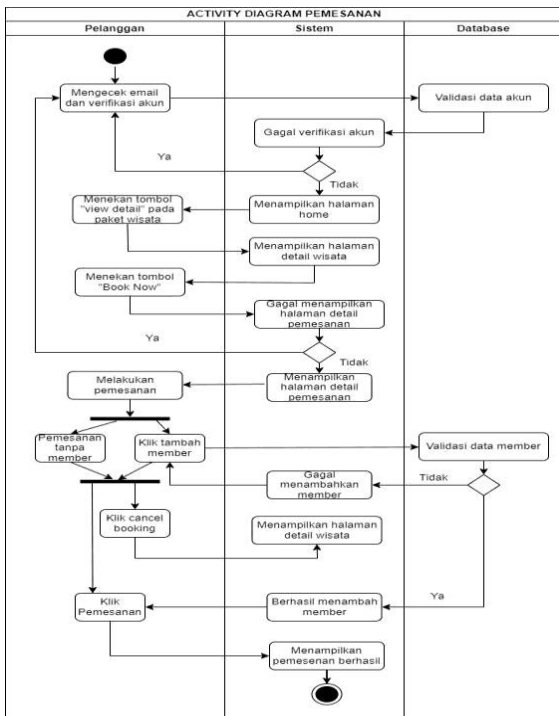 ACTIVITY DIAGRAM PEMESANAN
Pelanggan
Sistem
Database
Mengecek email
dan verifikasi akun
Validasi data akun
Gagal verifikasi akun
Ya
Tidak
Menekan tombol
"view detail" pada
paket wisata
Menampilkan halaman
home
Menampilkan halaman
detail wisata
Menekan tombol
"Book Now"
Gagal menampilkan
halaman detail
pemesanan
Ya
Tidak
Melakukan
pemesanan
Menampilkan
halaman detail
pemesanan
Pemesanan
tanpa
member
Klik tambah
member
Validasi data member
Gagal
menambahkan
member
Tidak
Klik cancel
booking
Menampilkan halaman
detail wisata
Klik
Pemesanan
Berhasil menambah
member
Ya
Menampilkan
pemesenan berhasil